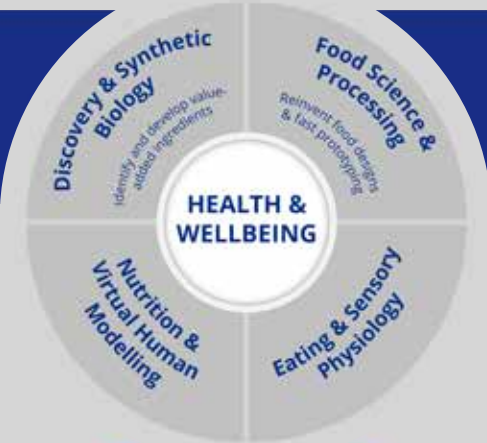 Discovery & Synthetic
Biology
Identify and develop value-
added ingredients
Food Science &
Processing
Reinvent food designs
& fast prototyping
HEALTH &
WELLBEING
Nutrition &
Virtual Human
Modelling
Eating & Sensory
Physiology